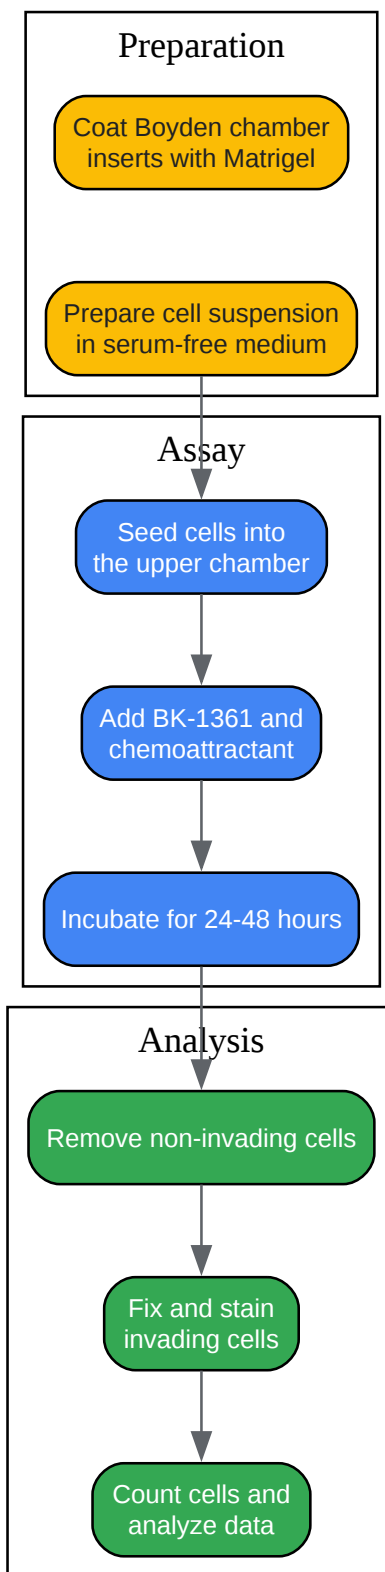 Preparation
Coat Boyden chamber
inserts with Matrigel
Prepare cell suspension
in serum-free medium
Assay
Seed cells into
the upper chamber
Add BK-1361 and
chemoattractant
Incubate for 24-48 hours
Analysis
Remove non-invading cells
Fix and stain
invading cells
Count cells and
analyze data